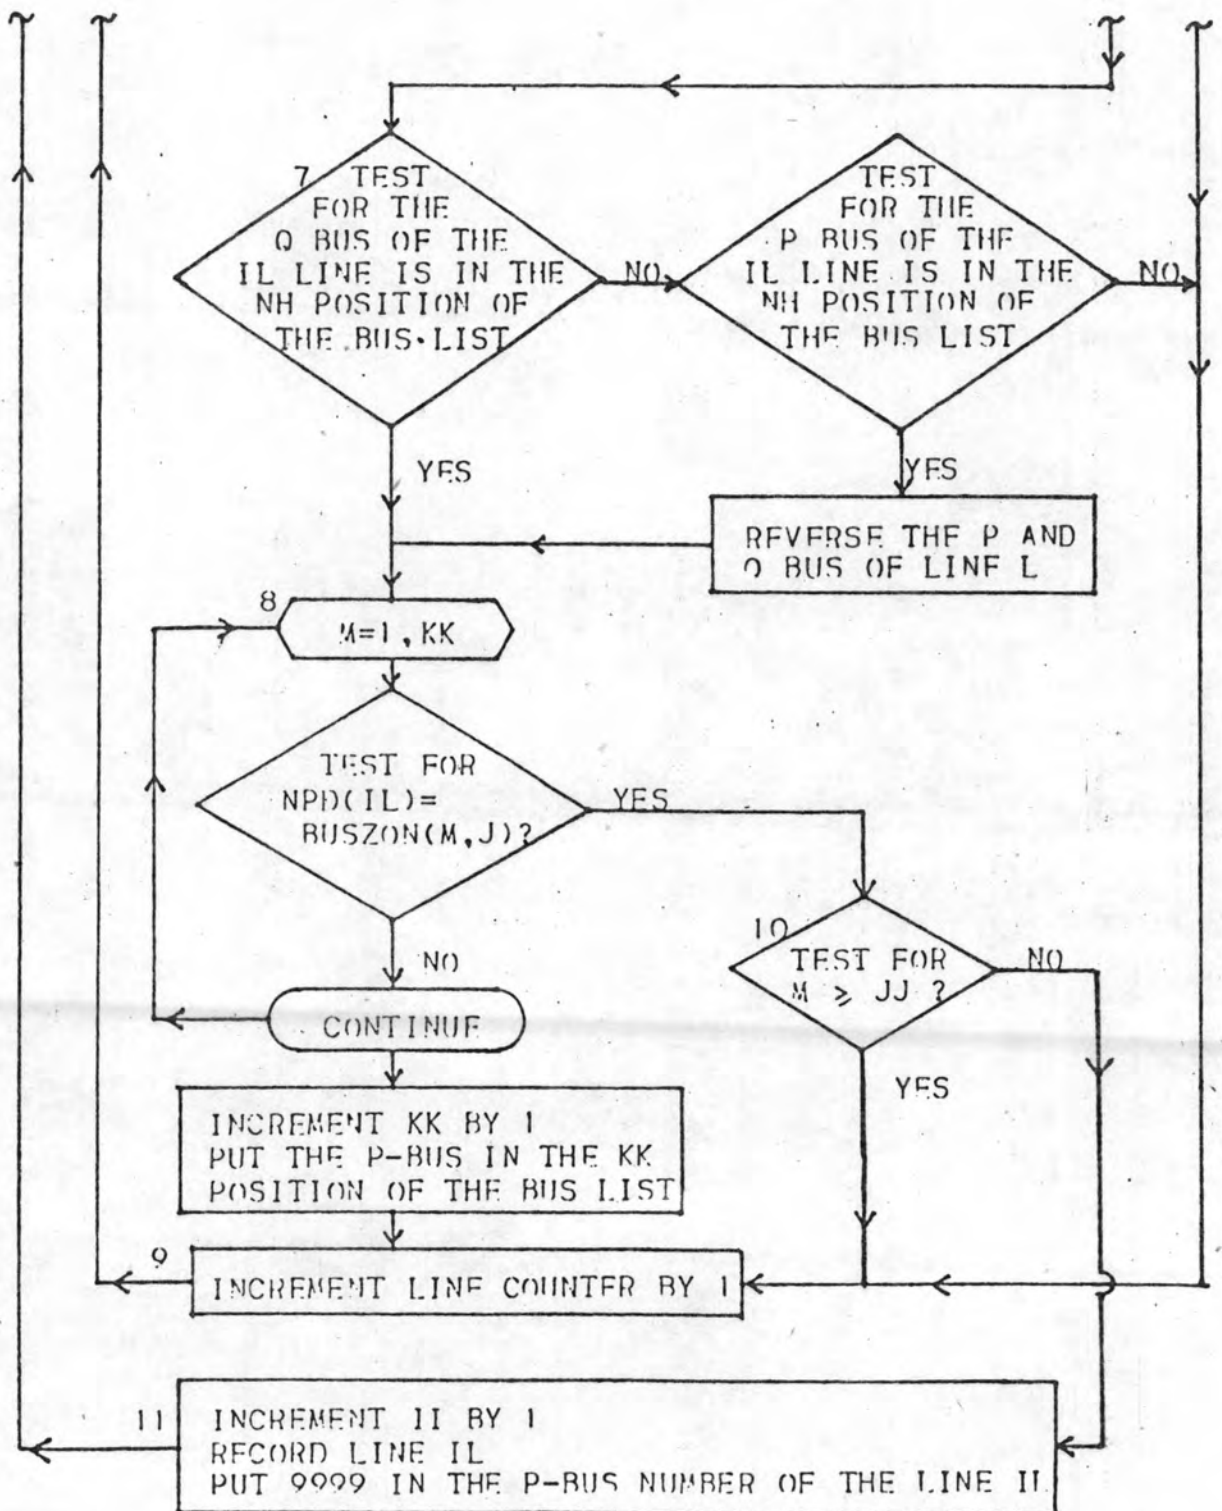 7 TEST
FOR THE
Q BUS OF THE
IL LINE IS IN THE
NH POSITION OF
THE BUS LIST
NO
TEST
FOR THE
P BUS OF THE
IL LINE IS IN THE
NH POSITION OF
THE BUS LIST
NO
YES
YES
REVERSE THE P AND
Q BUS OF LINE L
8
M=1,KK
TEST FOR
NPD(IL)=
BUSZON(M,J)?
YES
NO
10
TEST FOR
M ≥ JJ ?
NO
YES
CONTINUE
INCREMENT KK BY 1
PUT THE P-BUS IN THE KK
POSITION OF THE BUS LIST
9
INCREMENT LINE COUNTER BY 1
11 INCREMENT II BY 1
RECORD LINE IL
PUT 9999 IN THE P-BUS NUMBER OF THE LINE